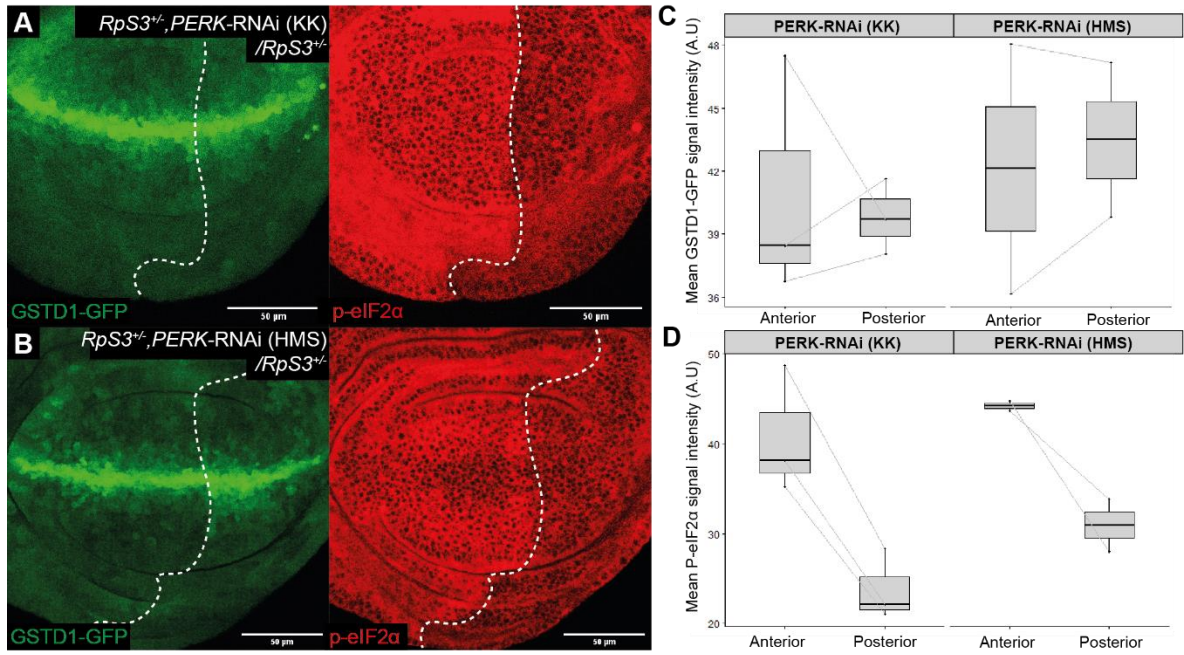 A
RpS3+/-,PERK-RNAi (KK)
/RpS3+/-
GSTD1-GFP
50 µm
p-eIF2α
50 µm
B
RpS3+/-,PERK-RNAi (HMS)
/RpS3+/-
GSTD1-GFP
50 µm
p-eIF2α
50 µm
C
PERK-RNAi (KK)
PERK-RNAi (HMS)
Mean GSTD1-GFP signal intensity (A.U)
48
45
42
39
36
Anterior
Posterior
Anterior
Posterior
D
PERK-RNAi (KK)
PERK-RNAi (HMS)
Mean P-eIF2α signal intensity (A.U)
50
40
30
20
Anterior
Posterior
Anterior
Posterior